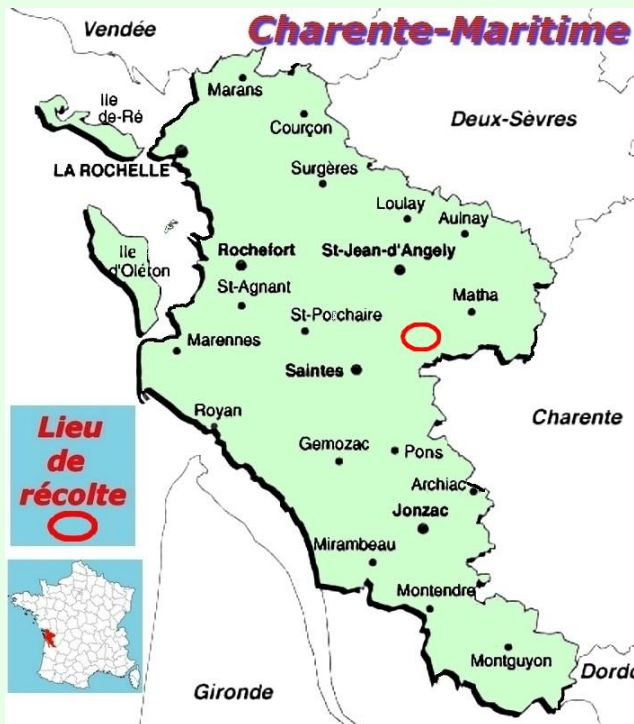 Charente-Maritime
Vendée
Marans
Ile
de-Ré
Courçon
Deux-Sèvres
LA ROCHELLE
Surgères
Loulay
Aulnay
Ile
d'Oléron
Rochefort
St-Jean-d'Angely
St-Agnant
Matha
St-Porchaire
Marennes
Saintes
Royan
Charente
Lieu
de
récolte
Gemozac
Pons
Archiac
Jonzac
Mirambeau
Montendre
Montguyon
Dordo
Gironde